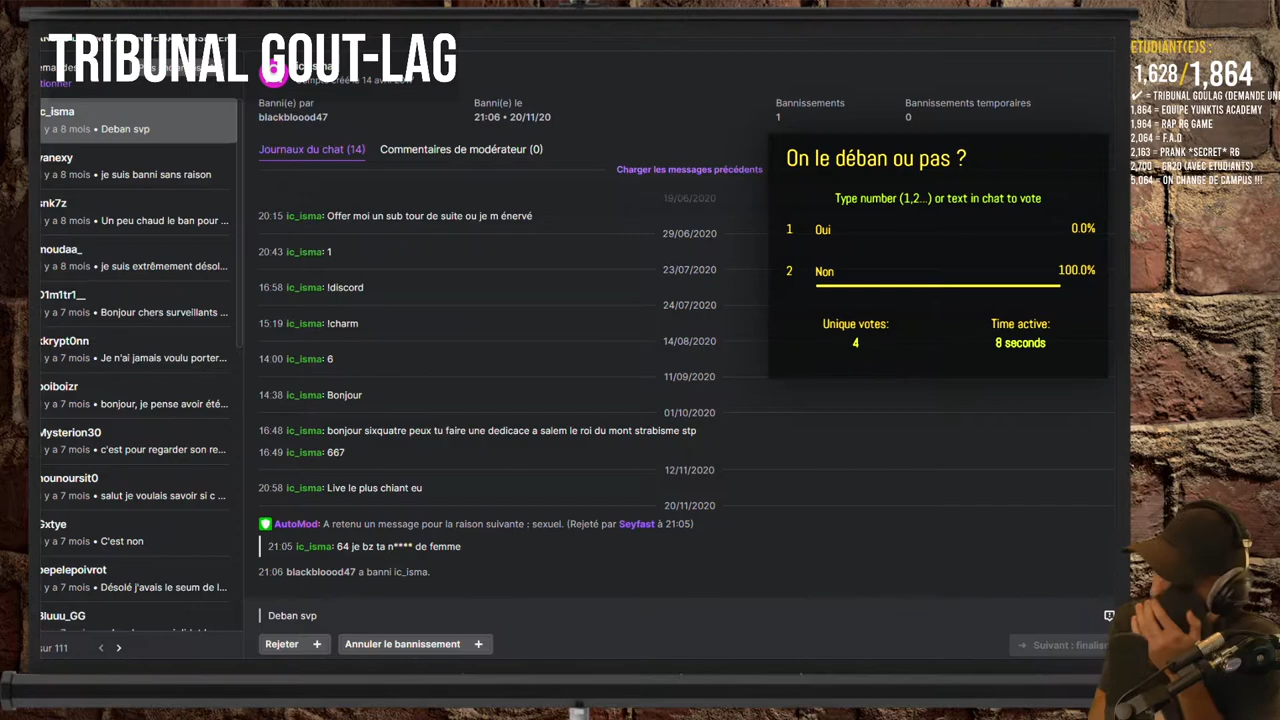 TRIBUNAL GOUT-LAG
14 avril
Banni(e) par
blackbloood47
Banni(e) le
21:06 • 20/11/20
Bannissements
1
Bannissements temporaires
0
ic_isma
y a 8 mois • Deban svp
vanexy
y a 8 mois • je suis banni sans raison
snk7z
y a 8 mois • Un peu chaud le ban pour ...
noudaa_
y a 8 mois • je suis extrêmement désol...
D1m1tr1__
y a 7 mois • Bonjour chers surveillants ...
kkrypt0nn
y a 7 mois • Je n'ai jamais voulu porter...
poiboizr
y a 7 mois • bonjour, je pense avoir été...
Mysterion30
y a 7 mois • c'est pour regarder son re...
nounoursit0
y a 7 mois • salut je voulais savoir si c ...
Gxtye
y a 7 mois • C'est non
pepelepoivrot
y a 7 mois • Désolé j'avais le seum de l...
Bluuu_GG
sur 111
Journaux du chat (14)
Commentaires de modérateur (0)
Charger les messages précédents
19/06/2020
20:15 ic_isma: Offer moi un sub tour de suite ou je m énervé
29/06/2020
20:43 ic_isma: 1
23/07/2020
16:58 ic_isma: !discord
24/07/2020
15:19 ic_isma: !charm
14/08/2020
14:00 ic_isma: 6
11/09/2020
14:38 ic_isma: Bonjour
01/10/2020
16:48 ic_isma: bonjour sixquatre peux tu faire une dedicace a salem le roi du mont strabisme stp
16:49 ic_isma: 667
12/11/2020
20:58 ic_isma: Live le plus chiant eu
20/11/2020
AutoMod: A retenu un message pour la raison suivante : sexuel. (Rejeté par Seyfast à 21:05)
21:05 ic_isma: 64 je bz ta n**** de femme
21:06 blackbloood47 a banni ic_isma.
Deban svp
Rejeter +
Annuler le bannissement +
→ Suivant : finalis
On le déban ou pas ?
Type number (1,2...) or text in chat to vote
1 Oui 0.0%
2 Non 100.0%
Unique votes:
4
Time active:
8 seconds
ETUDIANT(E)S :
1,628/1,864
✔ = TRIBUNAL GOULAG (DEMANDE UN
1,864 = EQUIPE YUNKTIS ACADEMY
1,964 = RAP R6 GAME
2,064 = F.A.D
2,163 = PRANK *SECRET* R6
2,700 = GR20 (AVEC ETUDIANTS)
5,064 = ON CHANGE DE CAMPUS !!!